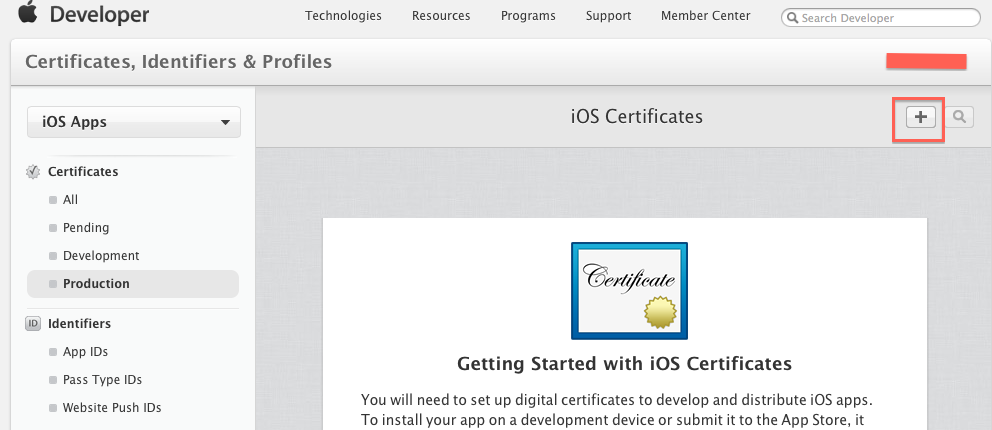 Developer
Technologies Resources Programs Support Member Center Search Developer
Certificates, Identifiers & Profiles
iOS Apps
iOS Certificates
Certificates
All
Pending
Development
Production
ID Identifiers
App IDs
Pass Type IDs
Website Push IDs
Certificate
Getting Started with iOS Certificates
You will need to set up digital certificates to develop and distribute iOS apps.
To install your app on a development device or submit it to the App Store, it